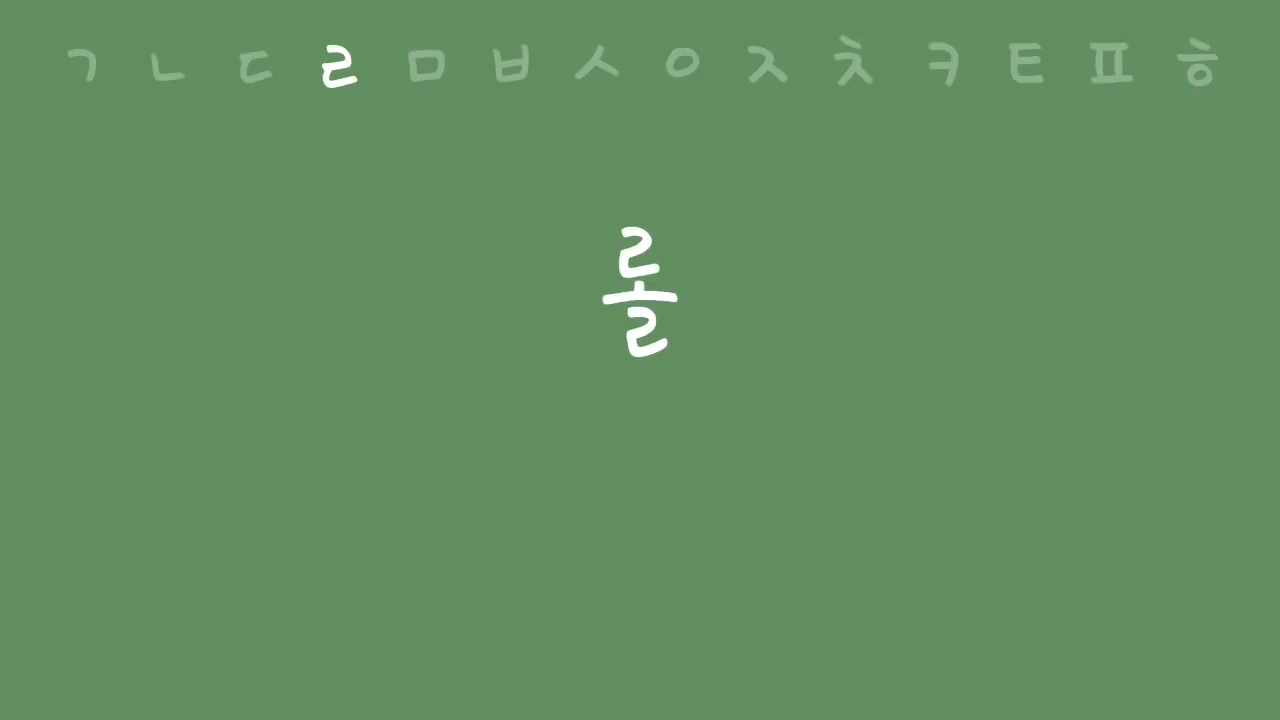 ㄱ ㄴ ㄷ ㄹ ㅁ ㅂ ㅅ ㅇ ㅈ ㅊ ㅋ ㅌ ㅍ ㅎ
롤